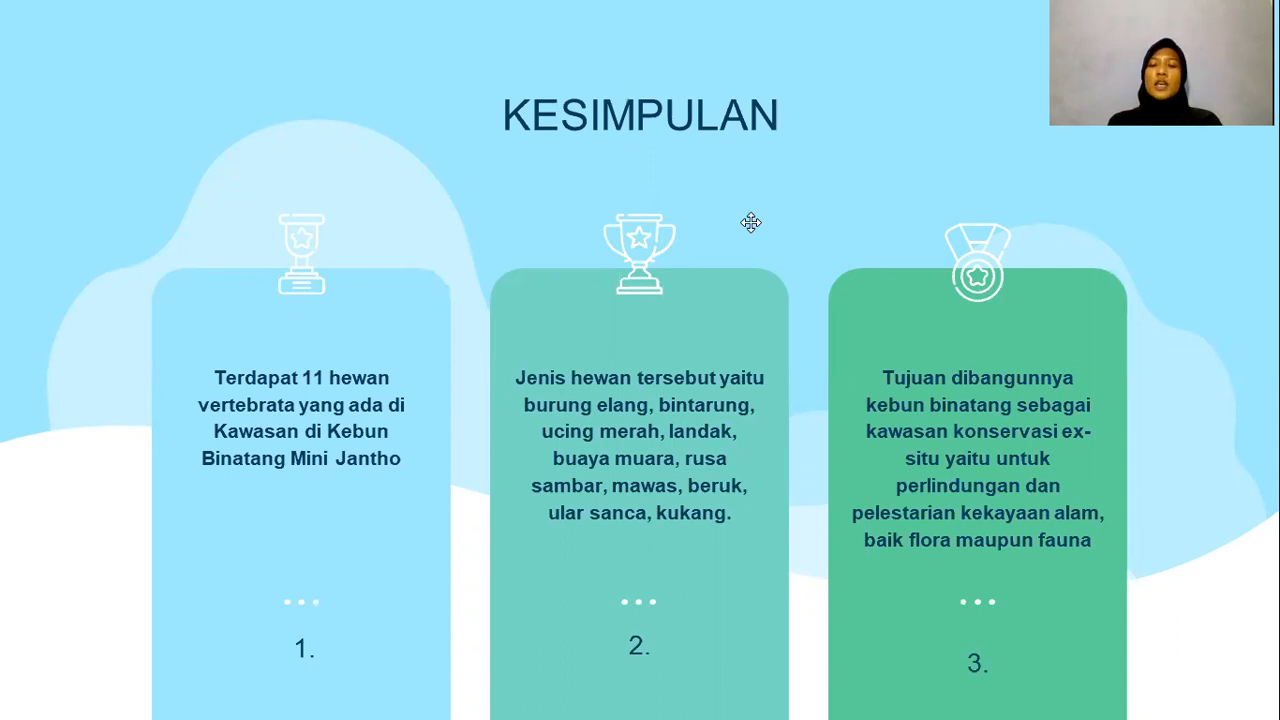 KESIMPULAN
Terdapat 11 hewan
vertebrata yang ada di
Kawasan di Kebun
Binatang Mini Jantho
...
1.
Jenis hewan tersebut yaitu
burung elang, bintarung,
ucing merah, landak,
buaya muara, rusa
sambar, mawas, beruk,
ular sanca, kukang.
...
2.
Tujuan dibangunnya
kebun binatang sebagai
kawasan konservasi ex-
situ yaitu untuk
perlindungan dan
pelestarian kekayaan alam,
baik flora maupun fauna
...
3.